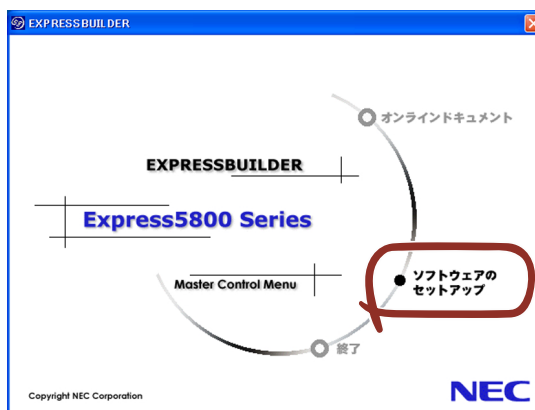 EXPRESSBUILDER
オンラインドキュメント
EXPRESSBUILDER
Express5800 Series
ソフトウェアの
セットアップ
Master Control Menu
終了
Copyright NEC Corporation
NEC